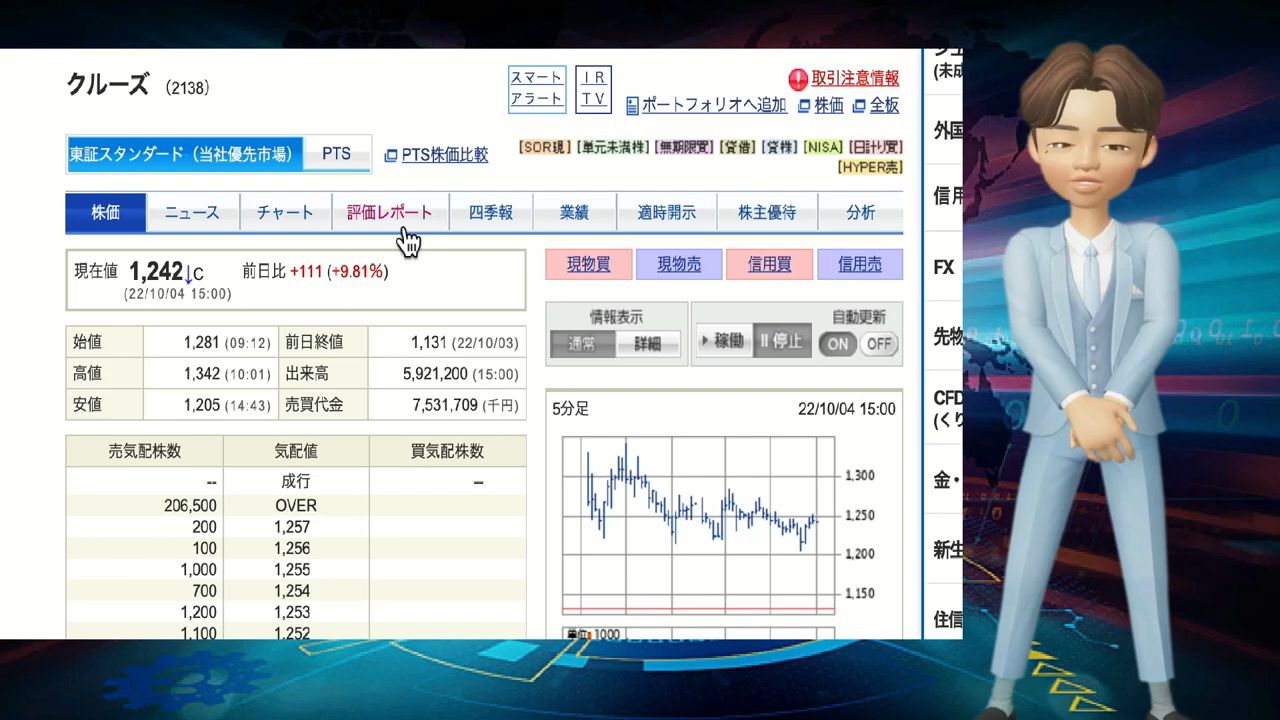 クルーズ (2138)
スマート
アラート
I R
T V
取引注意情報
ポートフォリオへ追加 株価 全板
東証スタンダード（当社優先市場） PTS PTS株価比較
[SOR現] [単元未満株] [無期限買] [貸借] [貸株] [NISA] [日計り買]
[HYPER売]
株価 ニュース チャート 評価レポート 四季報 業績 適時開示 株主優待 分析
現在値 1,242↓C 前日比 +111 (+9.81%)
(22/10/04 15:00)
現物買 現物売 信用買 信用売
始値 1,281 (09:12) 前日終値 1,131 (22/10/03)
高値 1,342 (10:01) 出来高 5,921,200 (15:00)
安値 1,205 (14:43) 売買代金 7,531,709 (千円)
情報表示
通常 詳細
自動更新
稼働 停止 ON OFF
売気配株数 気配値 買気配株数
-- 成行 --
206,500 OVER
200 1,257
100 1,256
1,000 1,255
700 1,254
1,200 1,253
1,100 1,252
5分足 22/10/04 15:00
1,300
1,250
1,200
1,150
単位: 1000
(未成
外国
信用
FX
先物
CFD
(くり
金・
新生
住信